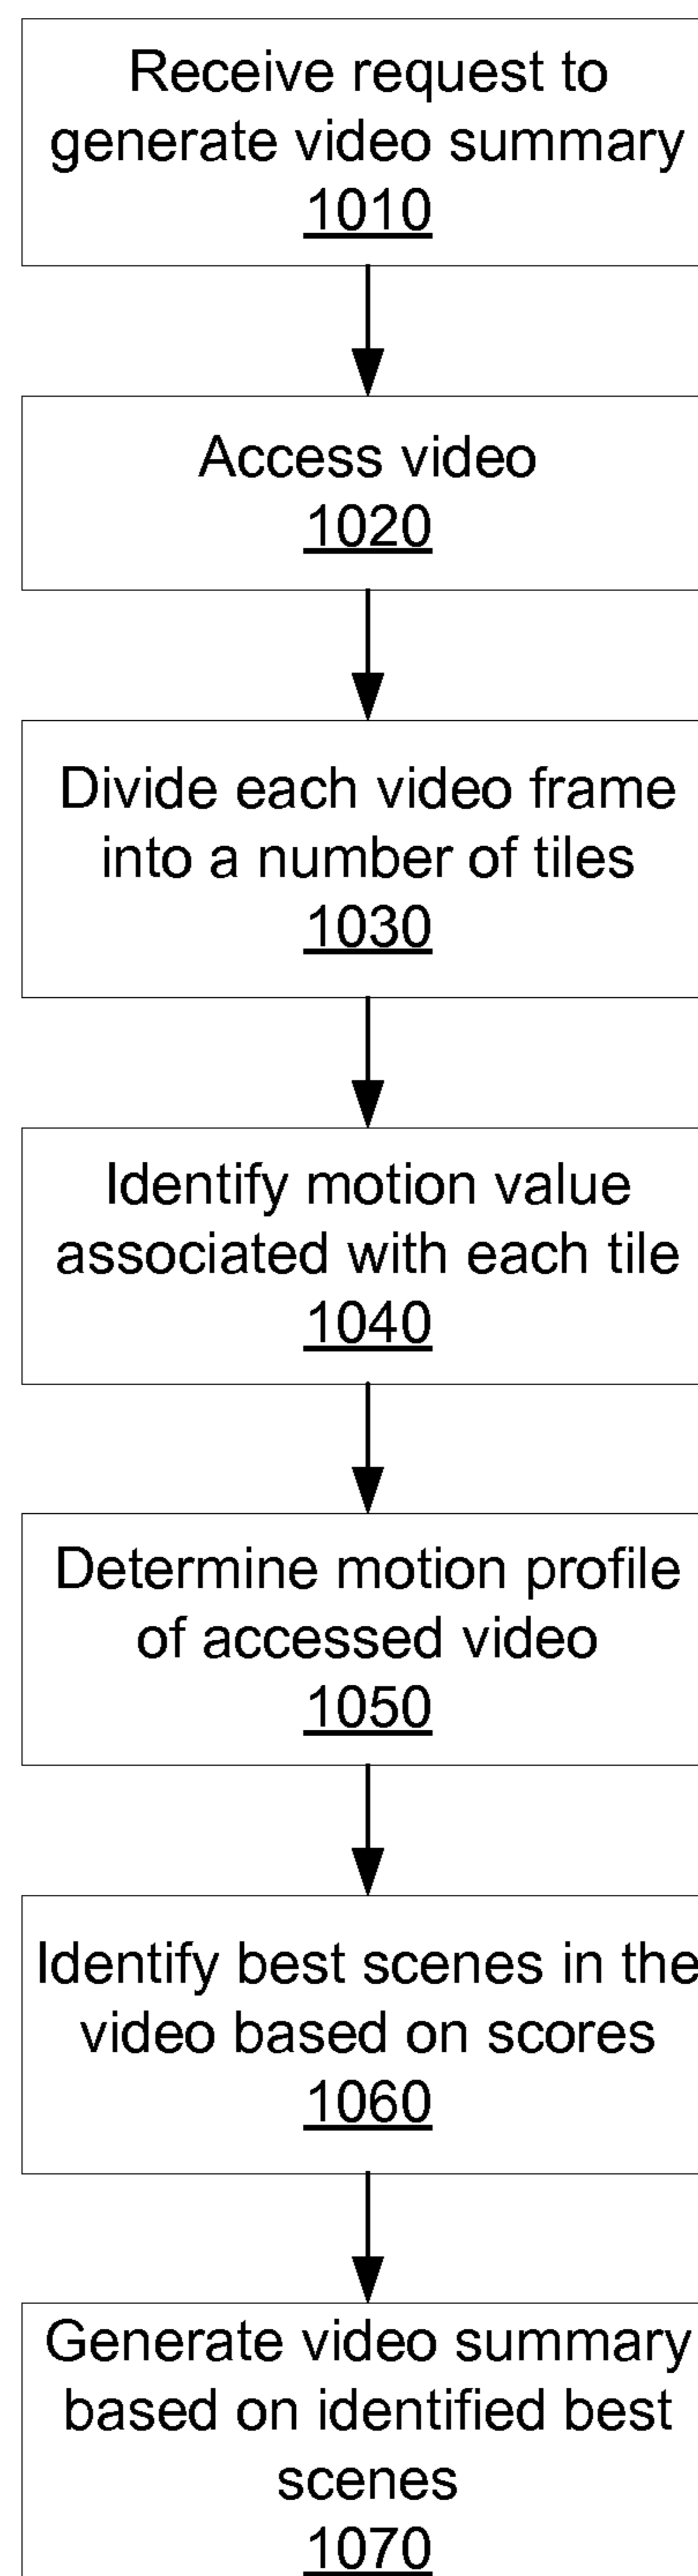 Receive request to
generate video summary
1010
Access video
1020
Divide each video frame
into a number of tiles
1030
Identify motion value
associated with each tile
1040
Determine motion profile
of accessed video
1050
Identify best scenes in the
video based on scores
1060
Generate video summary
based on identified best
scenes
1070